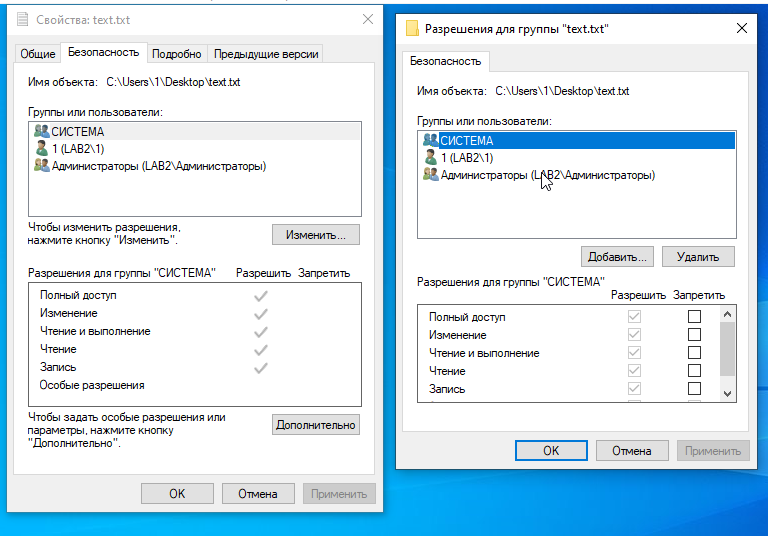 Свойства: text.txt
Общие Безопасность Подробно Предыдущие версии
Имя объекта: C:\Users\1\Desktop\text.txt
Группы или пользователи:
СИСТЕМА
1 (LAB2\1)
Администраторы (LAB2\Администраторы)
Чтобы изменить разрешения,
нажмите кнопку "Изменить".
Изменить...
Разрешения для группы "СИСТЕМА" Разрешить Запретить
Полный доступ
Изменение
Чтение и выполнение
Чтение
Запись
Особые разрешения
Чтобы задать особые разрешения или
параметры, нажмите кнопку
"Дополнительно".
Дополнительно
OK Отмена Применить
Разрешения для группы "text.txt"
Безопасность
Имя объекта: C:\Users\1\Desktop\text.txt
Группы или пользователи:
СИСТЕМА
1 (LAB2\1)
Администраторы (LAB2\Администраторы)
Добавить... Удалить
Разрешения для группы "СИСТЕМА"
Разрешить Запретить
Полный доступ
Изменение
Чтение и выполнение
Чтение
Запись
OK Отмена Применить